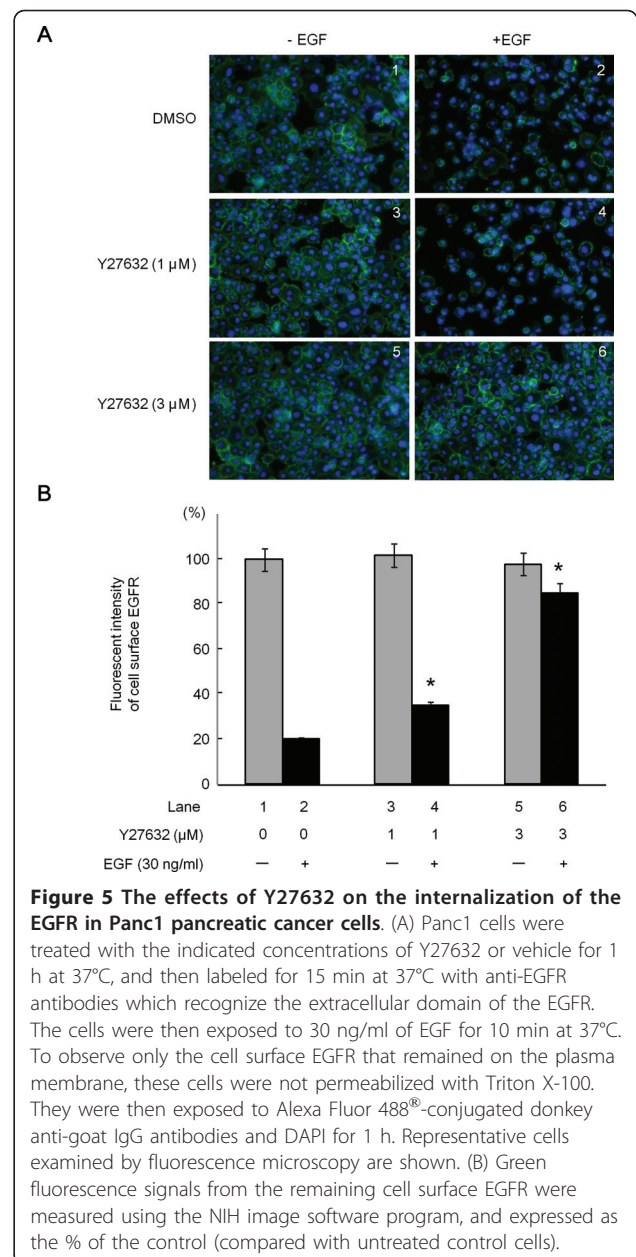 A
- EGF +EGF
DMSO 1 2
Y27632 (1 µM) 3 4
Y27632 (3 µM) 5 6
B
(%)
Fluorescent intensity
of cell surface EGFR
100
80
60
40
20
0
*
*
Lane 1 2 3 4 5 6
Y27632 (µM) 0 0 1 1 3 3
EGF (30 ng/ml) — + — + — +
Figure 5 The effects of Y27632 on the internalization of the
EGFR in Panc1 pancreatic cancer cells. (A) Panc1 cells were
treated with the indicated concentrations of Y27632 or vehicle for 1
h at 37°C, and then labeled for 15 min at 37°C with anti-EGFR
antibodies which recognize the extracellular domain of the EGFR.
The cells were then exposed to 30 ng/ml of EGF for 10 min at 37°C.
To observe only the cell surface EGFR that remained on the plasma
membrane, these cells were not permeabilized with Triton X-100.
They were then exposed to Alexa Fluor 488®-conjugated donkey
anti-goat IgG antibodies and DAPI for 1 h. Representative cells
examined by fluorescence microscopy are shown. (B) Green
fluorescence signals from the remaining cell surface EGFR were
measured using the NIH image software program, and expressed as
the % of the control (compared with untreated control cells).